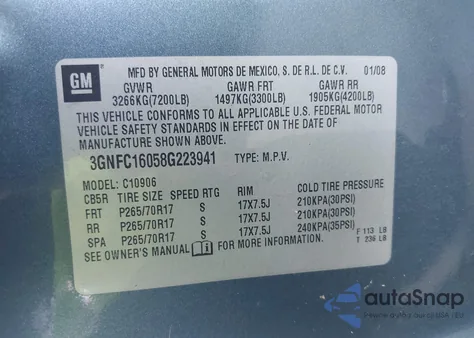 GM
MFD BY GENERAL MOTORS DE MEXICO, S. DE R.L. DE C.V. 01/08
GVWR GAWR FRT GAWR RR
3266KG(7200LB) 1497KG(3300LB) 1905KG(4200LB)
THIS VEHICLE CONFORMS TO ALL APPLICABLE U.S. FEDERAL MOTOR
VEHICLE SAFETY STANDARDS IN EFFECT ON THE DATE OF
MANUFACTURE SHOWN ABOVE.
3GNFC16058G223941 TYPE: M.P.V.
MODEL: C10906
CB5R TIRE SIZE SPEED RTG RIM COLD TIRE PRESSURE
FRT P265/70R17 S 17X7.5J 210KPA(30PSI)
RR P265/70R17 S 17X7.5J 210KPA(30PSI)
SPA P265/70R17 S 17X7.5J 240KPA(35PSI)
SEE OWNER'S MANUAL FOR MORE INFORMATION.
F 113 LB
T 236 LB
autoSnap